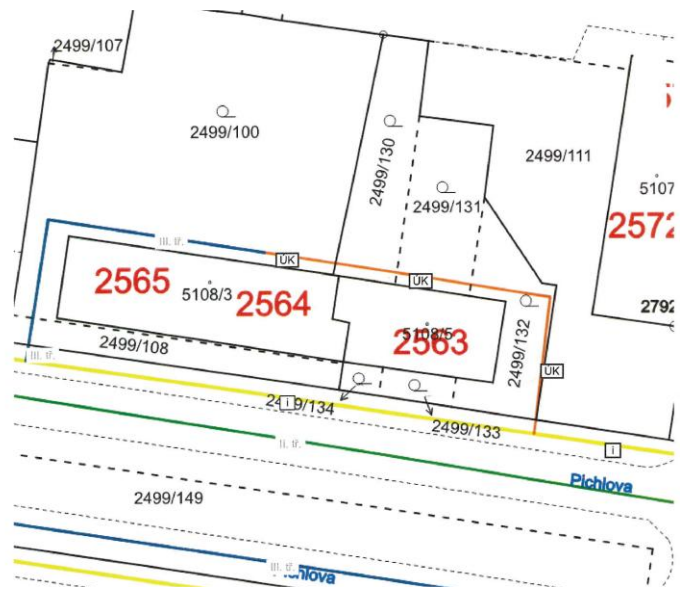 2499/107
2499/100
2499/130
2499/111
5107
2499/131
2572
III. tř.
ÚK
ÚK
2565
5108/3
2564
2792
5108/5
2563
2499/132
2499/108
III. tř.
ÚK
2499/134
i
2499/133
II. tř.
i
Pichlova
2499/149
III. tř.
Pichlova